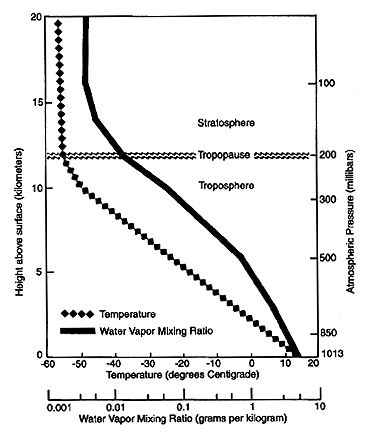 20
15
10
5
0
Height above surface (kilometers)
Stratosphere
Tropopause
Troposphere
100
200
300
500
850
1013
Atmospheric Pressure (millibars)
Temperature
Water Vapor Mixing Ratio
-60 -50 -40 -30 -20 -10 0 10 20
Temperature (degrees Centigrade)
0.001 0.01 0.1 1 10
Water Vapor Mixing Ratio (grams per kilogram)